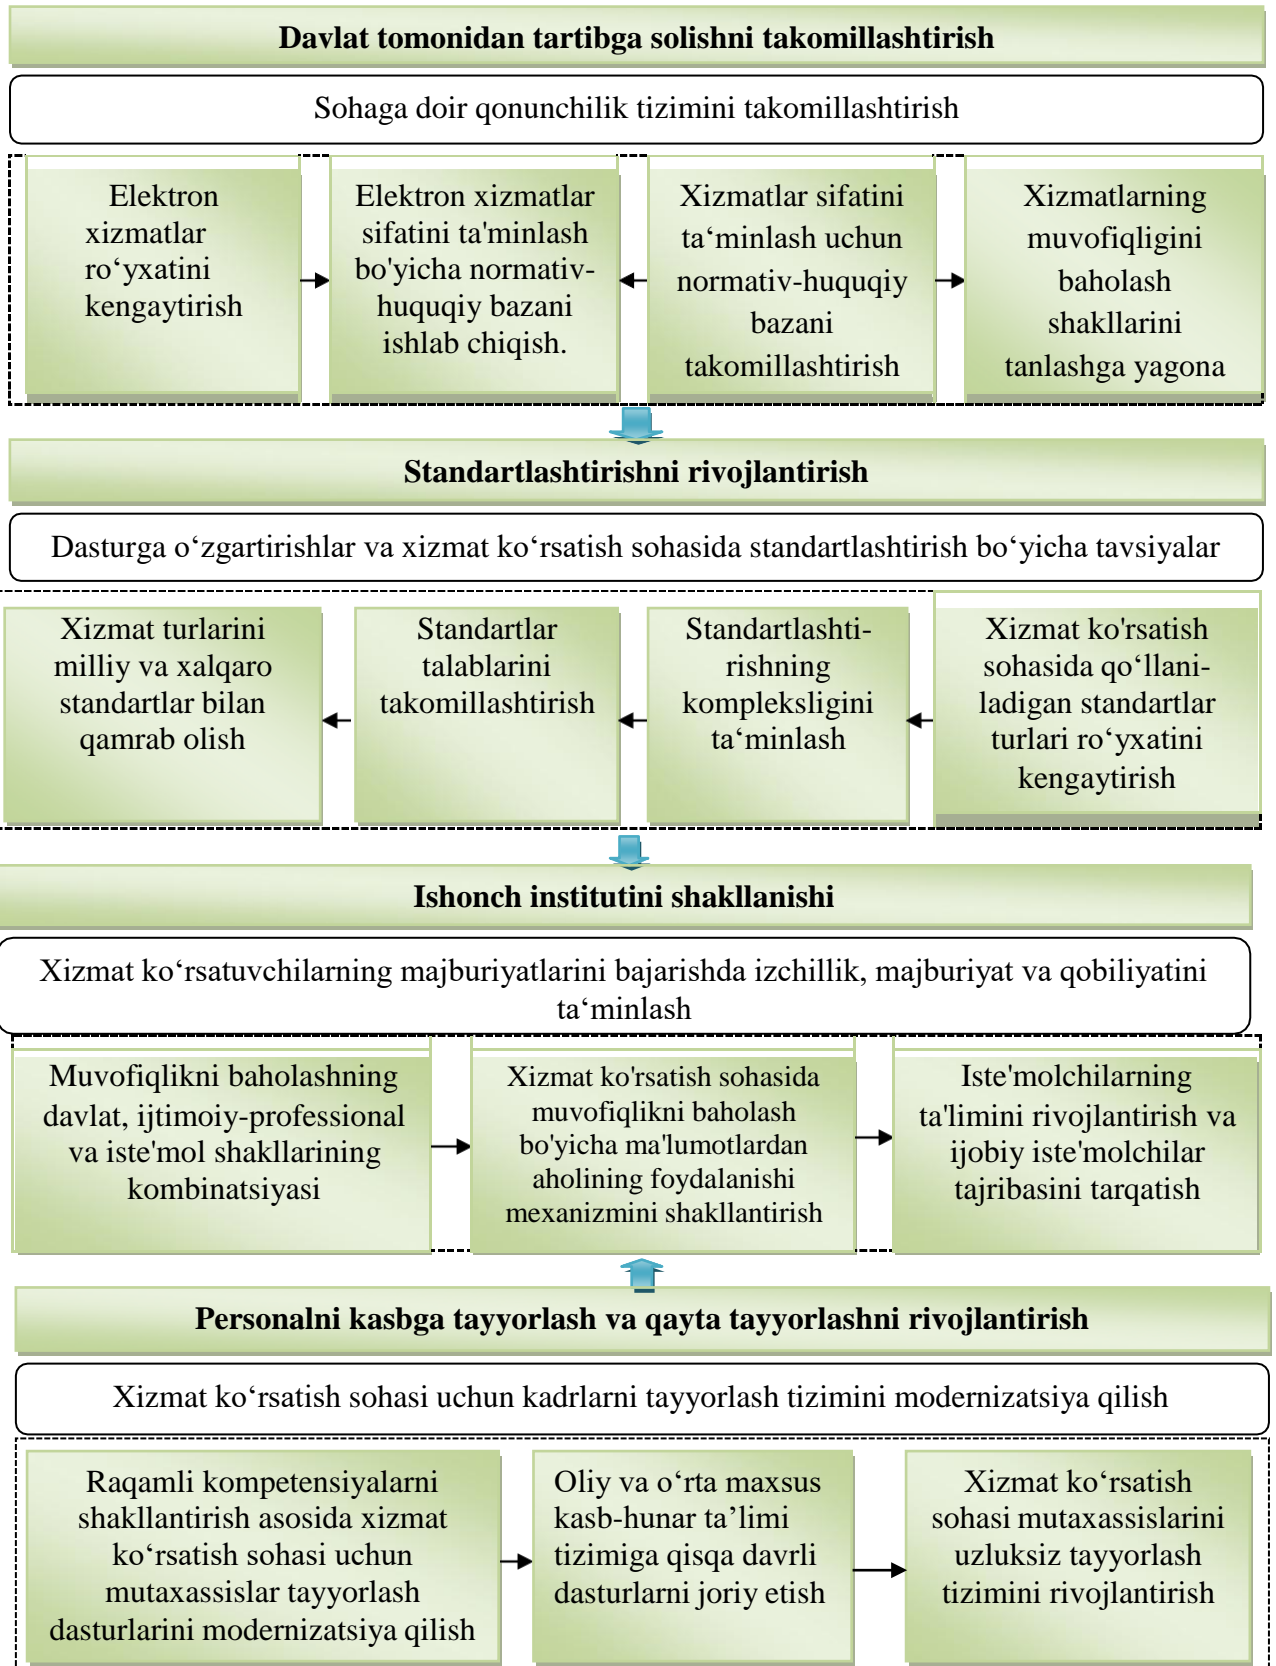 Davlat tomonidan tartibga solishni takomillashtirish
Sohaga doir qonunchilik tizimini takomillashtirish
Elektron
xizmatlar
ro‘yxatini
kengaytirish
Elektron xizmatlar
sifatini ta'minlash
bo'yicha normativ-
huquqiy bazani
ishlab chiqish.
Xizmatlar sifatini
ta‘minlash uchun
normativ-huquqiy
bazani
takomillashtirish
Xizmatlarning
muvofiqligini
baholash
shakllarini
tanlashga yagona
Standartlashtirishni rivojlantirish
Dasturga o‘zgartirishlar va xizmat ko‘rsatish sohasida standartlashtirish bo‘yicha tavsiyalar
Xizmat turlarini
milliy va xalqaro
standartlar bilan
qamrab olish
Standartlar
talablarini
takomillashtirish
Standartlashti-
rishning
kompleksligini
ta‘minlash
Xizmat ko'rsatish
sohasida qo‘llani-
ladigan standartlar
turlari ro‘yxatini
kengaytirish
Ishonch institutini shakllanishi
Xizmat ko‘rsatuvchilarning majburiyatlarini bajarishda izchillik, majburiyat va qobiliyatini
ta‘minlash
Muvofiqlikni baholashning
davlat, ijtimoiy-professional
va iste'mol shakllarining
kombinatsiyasi
Xizmat ko'rsatish sohasida
muvofiqlikni baholash
bo'yicha ma'lumotlardan
aholining foydalanishi
mexanizmini shakllantirish
Iste'molchilarning
ta'limini rivojlantirish va
ijobiy iste'molchilar
tajribasini tarqatish
Personalni kasbga tayyorlash va qayta tayyorlashni rivojlantirish
Xizmat ko‘rsatish sohasi uchun kadrlarni tayyorlash tizimini modernizatsiya qilish
Raqamli kompetensiyalarni
shakllantirish asosida xizmat
ko‘rsatish sohasi uchun
mutaxassislar tayyorlash
dasturlarini modernizatsiya qilish
Oliy va o‘rta maxsus
kasb-hunar ta’limi
tizimiga qisqa davrli
dasturlarni joriy etish
Xizmat ko‘rsatish
sohasi mutaxassislarini
uzluksiz tayyorlash
tizimini rivojlantirish